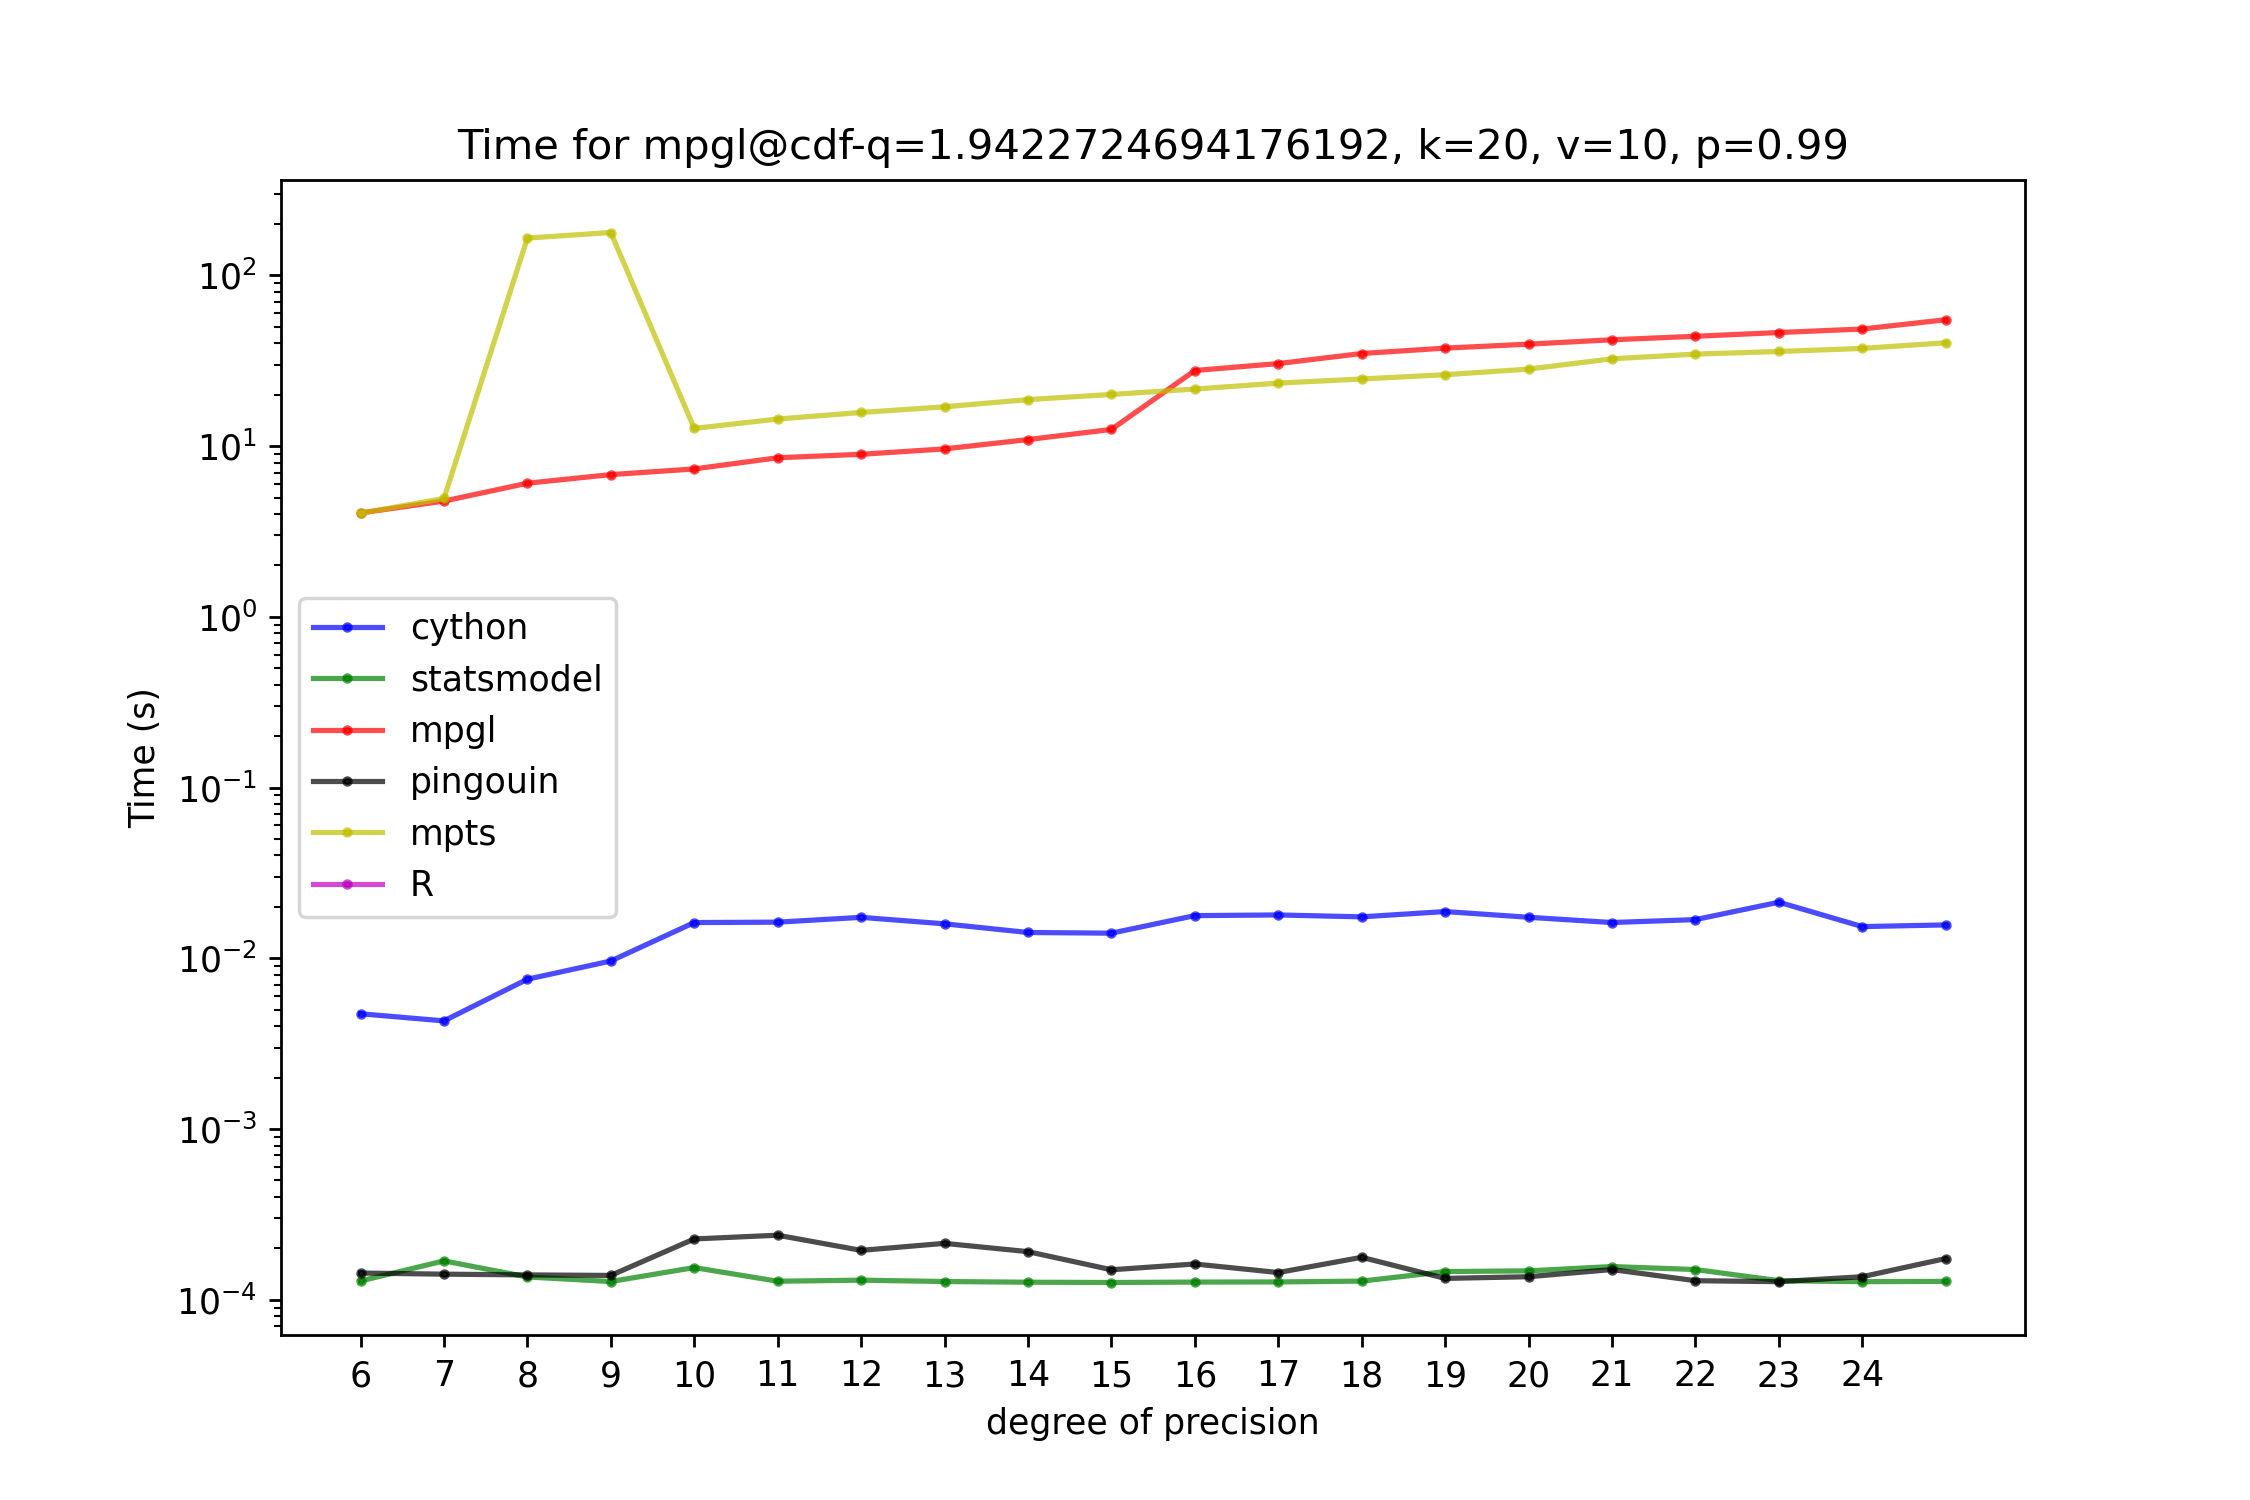 Time for mpgl@cdf-q=1.9422724694176192, k=20, v=10, p=0.99
10²
10¹
10⁰
10⁻¹
10⁻²
10⁻³
10⁻⁴
Time (s)
cython
statsmodel
mpgl
pingouin
mpts
R
6 7 8 9 10 11 12 13 14 15 16 17 18 19 20 21 22 23 24
degree of precision